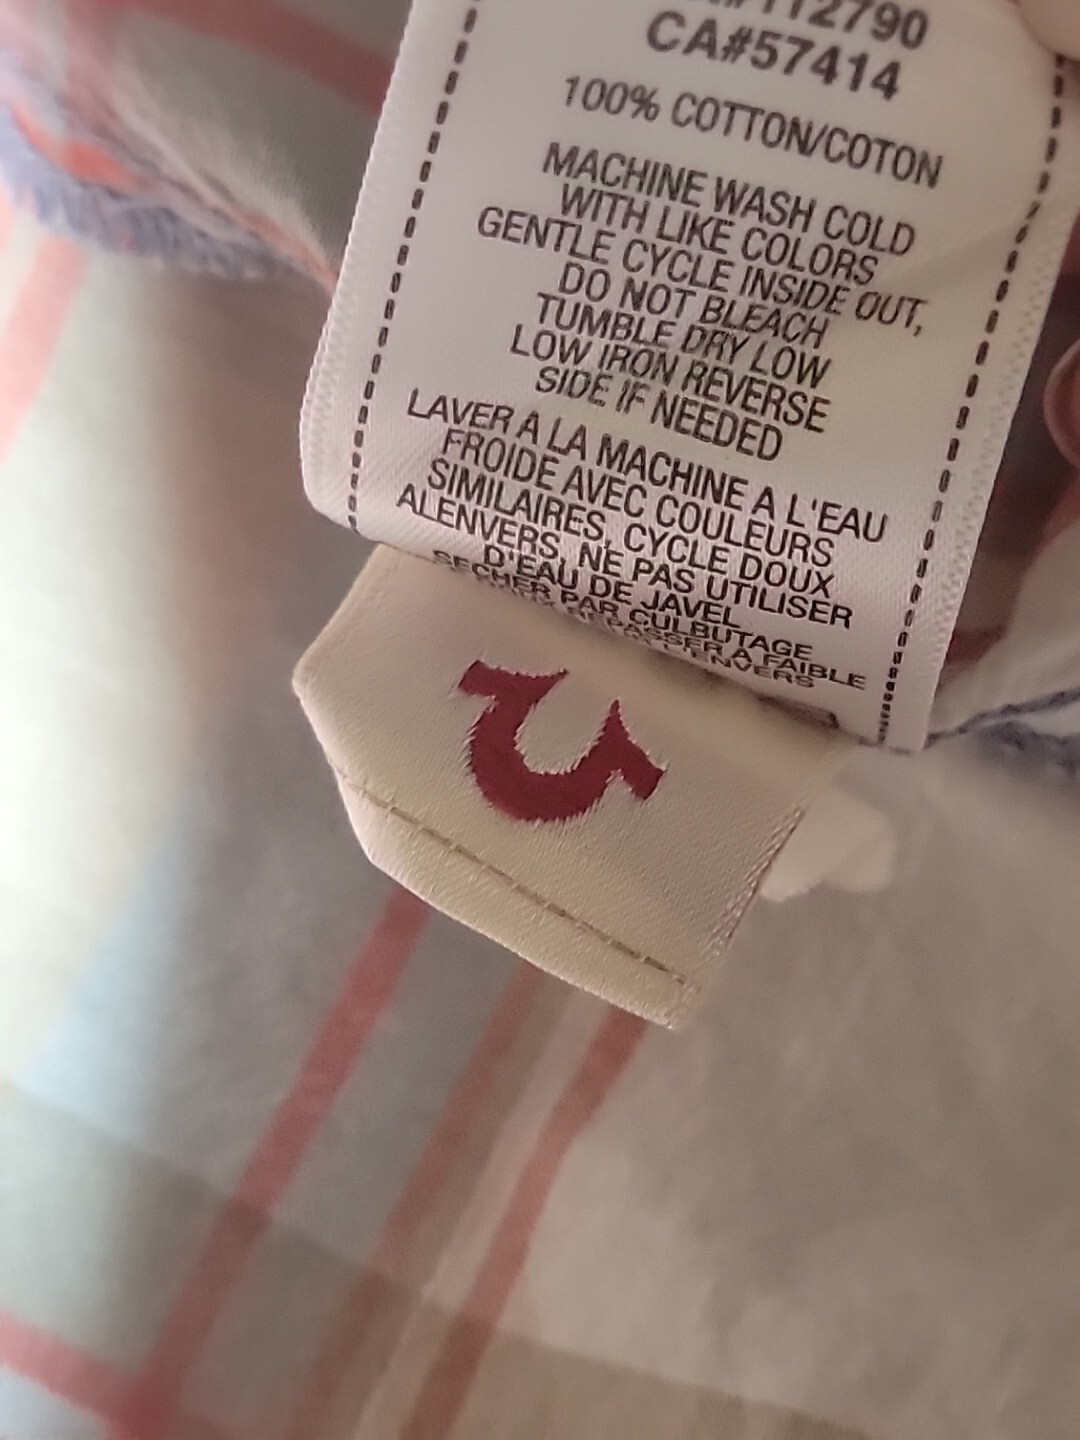 CA#57414
100% COTTON/COTON
MACHINE WASH COLD
WITH LIKE COLORS
GENTLE CYCLE INSIDE OUT,
DO NOT BLEACH
TUMBLE DRY LOW
LOW IRON REVERSE
SIDE IF NEEDED
LAVER A LA MACHINE A L'EAU
FROIDE AVEC COULEURS
SIMILAIRES, CYCLE DOUX
ALENVERS, NE PAS UTILISER
D'EAU DE JAVEL
SECHER PAR CULBUTAGE
A FAIBLE
L'ENVERS